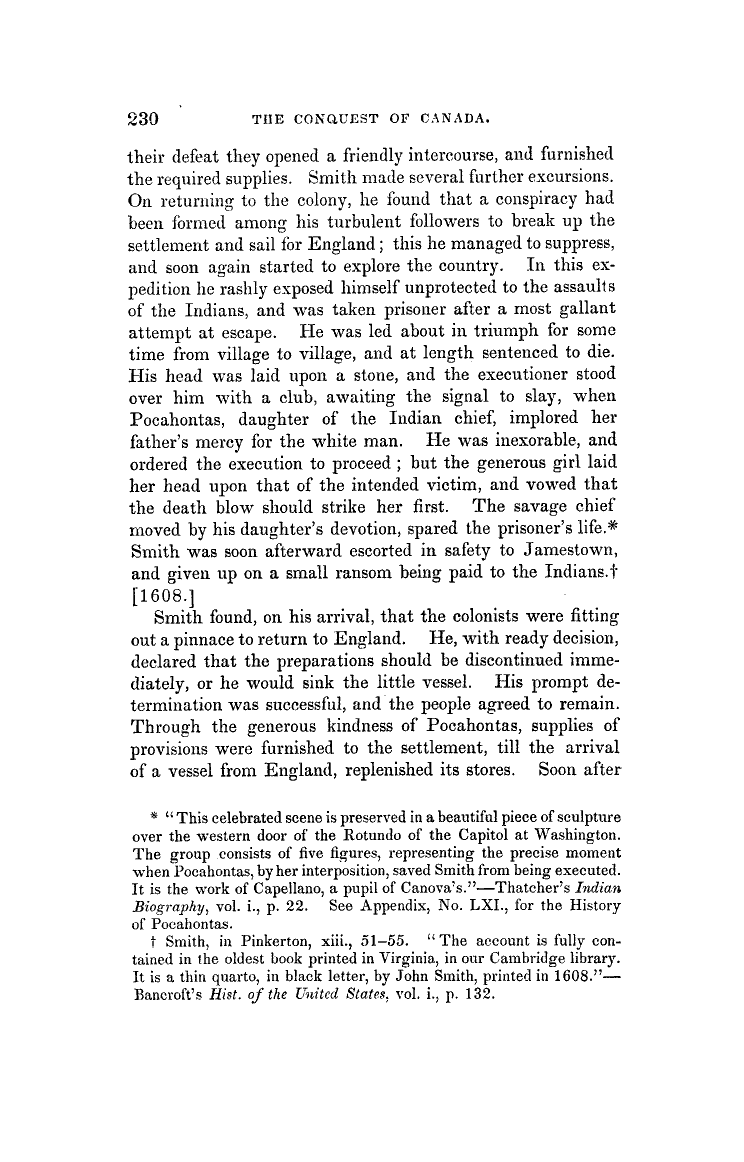 230 THE CONQUEST OF CANADA.
their defeat they opened a friendly intercourse, and furnished
the required supplies. Smith made several further excursions.
On returning to the colony, he found that a conspiracy had
been formed among his turbulent followers to break up the
settlement and sail for England ; this he managed to suppress,
and soon again started to explore the country. In this ex-
pedition he rashly exposed himself unprotected to the assaults
of the Indians, and was taken prisoner after a most gallant
attempt at escape. He was led about in triumph for some
time from village to village, and at length sentenced to die.
His head was laid upon a stone, and the executioner stood
over him with a club, awaiting the signal to slay, when
Pocahontas, daughter of the Indian chief, implored her
father's mercy for the white man. He was inexorable, and
ordered the execution to proceed ; but the generous girl laid
her head upon that of the intended victim, and vowed that
the death blow should strike her first. The savage chief
moved by his daughter's devotion, spared the prisoner's life.*
Smith was soon afterward escorted in safety to Jamestown,
and given up on a small ransom being paid to the Indians.†
[1608.]
Smith found, on his arrival, that the colonists were fitting
out a pinnace to return to England. He, with ready decision,
declared that the preparations should be discontinued imme-
diately, or he would sink the little vessel. His prompt de-
termination was successful, and the people agreed to remain.
Through the generous kindness of Pocahontas, supplies of
provisions were furnished to the settlement, till the arrival
of a vessel from England, replenished its stores. Soon after
* "This celebrated scene is preserved in a beautiful piece of sculpture
over the western door of the Rotundo of the Capitol at Washington.
The group consists of five figures, representing the precise moment
when Pocahontas, by her interposition, saved Smith from being executed.
It is the work of Capellano, a pupil of Canova's."—Thatcher's Indian
Biography, vol. i., p. 22. See Appendix, No. LXI., for the History
of Pocahontas.
† Smith, in Pinkerton, xiii., 51–55. "The account is fully con-
tained in the oldest book printed in Virginia, in our Cambridge library.
It is a thin quarto, in black letter, by John Smith, printed in 1608."—
Bancroft's Hist. of the United States, vol. i., p. 132.